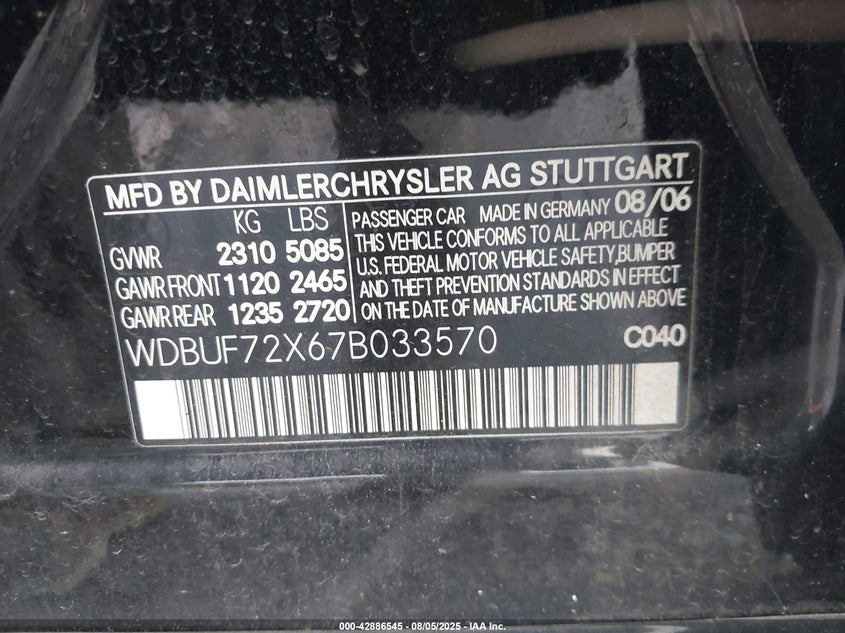 MFD BY DAIMLERCHRYSLER AG STUTTGART
KG LBS
GVWR 2310 5085
GAWR FRONT 1120 2465
GAWR REAR 1235 2720
PASSENGER CAR MADE IN GERMANY 08/06
THIS VEHICLE CONFORMS TO ALL APPLICABLE
U.S. FEDERAL MOTOR VEHICLE SAFETY,BUMPER
AND THEFT PREVENTION STANDARDS IN EFFECT
ON THE DATE OF MANUFACTURE SHOWN ABOVE
WDBUF72X67B033570 C040
000-42886545 - 08/05/2025 - IAA Inc.